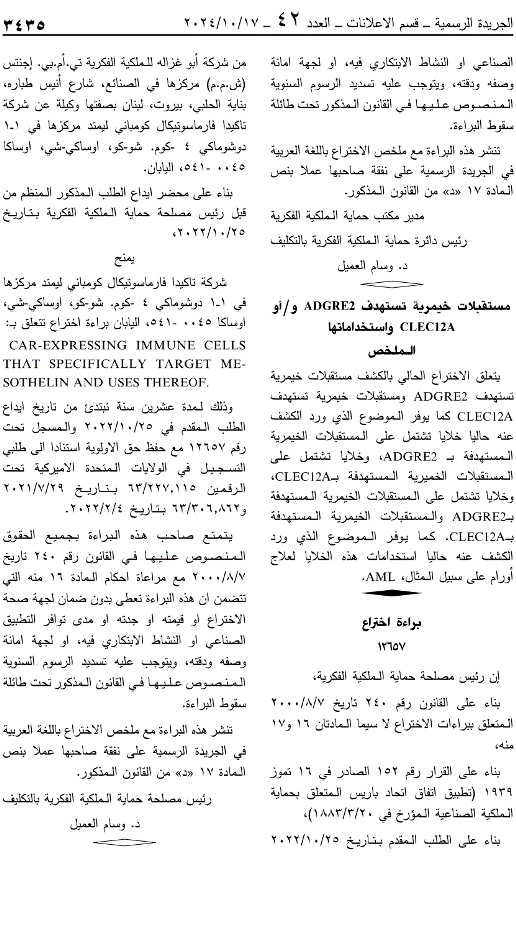 الجريدة الرسمية ــ قسم الاعلانات ــ العدد ٤٢ ــ ٢٠٢٤/١٠/١٧
٣٤٣٥
الصناعي او النشاط الابتكاري فيه، او لجهة امانة
وصفه ودقته، ويتوجب عليه تسديد الرسوم السنوية
المنصوص عليها في القانون المذكور تحت طائلة
سقوط البراءة.
تنشر هذه البراءة مع ملخص الاختراع باللغة العربية
في الجريدة الرسمية على نفقة صاحبها عملا بنص
المادة ١٧ «د» من القانون المذكور.
مدير مكتب حماية الملكية الفكرية
رئيس دائرة حماية الملكية الفكرية بالتكليف
د. وسام العميل
مستقبلات خيمرية تستهدف ADGRE2 و/أو
CLEC12A واستخداماتها
الملخص
يتعلق الاختراع الحالي بالكشف مستقبلات خيمرية
تستهدف ADGRE2 ومستقبلات خيمرية تستهدف
CLEC12A كما يوفر الموضوع الذي ورد الكشف
عنه حاليا خلايا تشتمل على المستقبلات الخيمرية
المستهدفة بـ ADGRE2، وخلايا تشتمل على
المستقبلات الخميرية المستهدفة بـCLEC12A،
وخلايا تشتمل على المستقبلات الخيمرية المستهدفة
بـADGRE2 والمستقبلات الخيمرية المستهدفة
بـCLEC12A. كما يوفر الموضوع الذي ورد
الكشف عنه حاليا استخدامات هذه الخلايا لعلاج
أورام على سبيل المثال، AML.
براءة اختراع
١٣٦٥٧
إن رئيس مصلحة حماية الملكية الفكرية،
بناء على القانون رقم ٢٤٠ تاريخ ٢٠٠٠/٨/٧
المتعلق ببراءات الاختراع لا سيما المادتان ١٦ و١٧
منه،
بناء على القرار رقم ١٥٢ الصادر في ١٦ تموز
١٩٣٩ (تطبيق اتفاق اتحاد باريس المتعلق بحماية
الملكية الصناعية المؤرخ في ١٨٨٣/٣/٢٠)،
بناء على الطلب المقدم بتاريخ ٢٠٢٢/١٠/٢٥
من شركة أبو غزاله للملكية الفكرية تي.أم.بي. إجنتس
(ش.م.م) مركزها في الصنائع، شارع أنيس طباره،
بناية الحلبي، بيروت، لبنان بصفتها وكيلة عن شركة
تاكيدا فارماسوتيكال كومباني ليمتد مركزها في ١-١
دوشوماكي ٤ -كوم. شو-كو، اوساكي-شي، اوساكا
٠٠٤٥ -٥٤١، اليابان.
بناء على محضر ايداع الطلب المذكور المنظم من
قبل رئيس مصلحة حماية الملكية الفكرية بتاريخ
٢٠٢٢/١٠/٢٥،
يمنح
شركة تاكيدا فارماسوتيكال كومباني ليمتد مركزها
في ١-١ دوشوماكي ٤ -كوم. شو-كو، اوساكي-شي،
اوساكا ٠٠٤٥ -٥٤١، اليابان براءة اختراع تتعلق بـ:
CAR-EXPRESSING IMMUNE CELLS
THAT SPECIFICALLY TARGET ME-
SOTHELIN AND USES THEREOF.
وذلك لمدة عشرين سنة تبتدئ من تاريخ ايداع
الطلب المقدم في ٢٠٢٢/١٠/٢٥ والمسجل تحت
رقم ١٢٦٥٧ مع حفظ حق الاولوية استنادا الى طلبي
التسجيل في الولايات المتحدة الاميركية تحت
الرقمين ٦٣/٢٢٧,١١٥ بتاريخ ٢٠٢١/٧/٢٩
و٦٣/٣٠٦,٨٦٢ بتاريخ ٢٠٢٢/٢/٤.
يتمتع صاحب هذه البراءة بجميع الحقوق
المنصوص عليها في القانون رقم ٢٤٠ تاريخ
٢٠٠٠/٨/٧ مع مراعاة احكام المادة ١٦ منه التي
تتضمن ان هذه البراءة تعطى بدون ضمان لجهة صحة
الاختراع او قيمته او جدته او مدى توافر التطبيق
الصناعي او النشاط الابتكاري فيه، او لجهة امانة
وصفه ودقته، ويتوجب عليه تسديد الرسوم السنوية
المنصوص عليها في القانون المذكور تحت طائلة
سقوط البراءة.
تنشر هذه البراءة مع ملخص الاختراع باللغة العربية
في الجريدة الرسمية على نفقة صاحبها عملا بنص
المادة ١٧ «د» من القانون المذكور.
رئيس مصلحة حماية الملكية الفكرية بالتكليف
د. وسام العميل